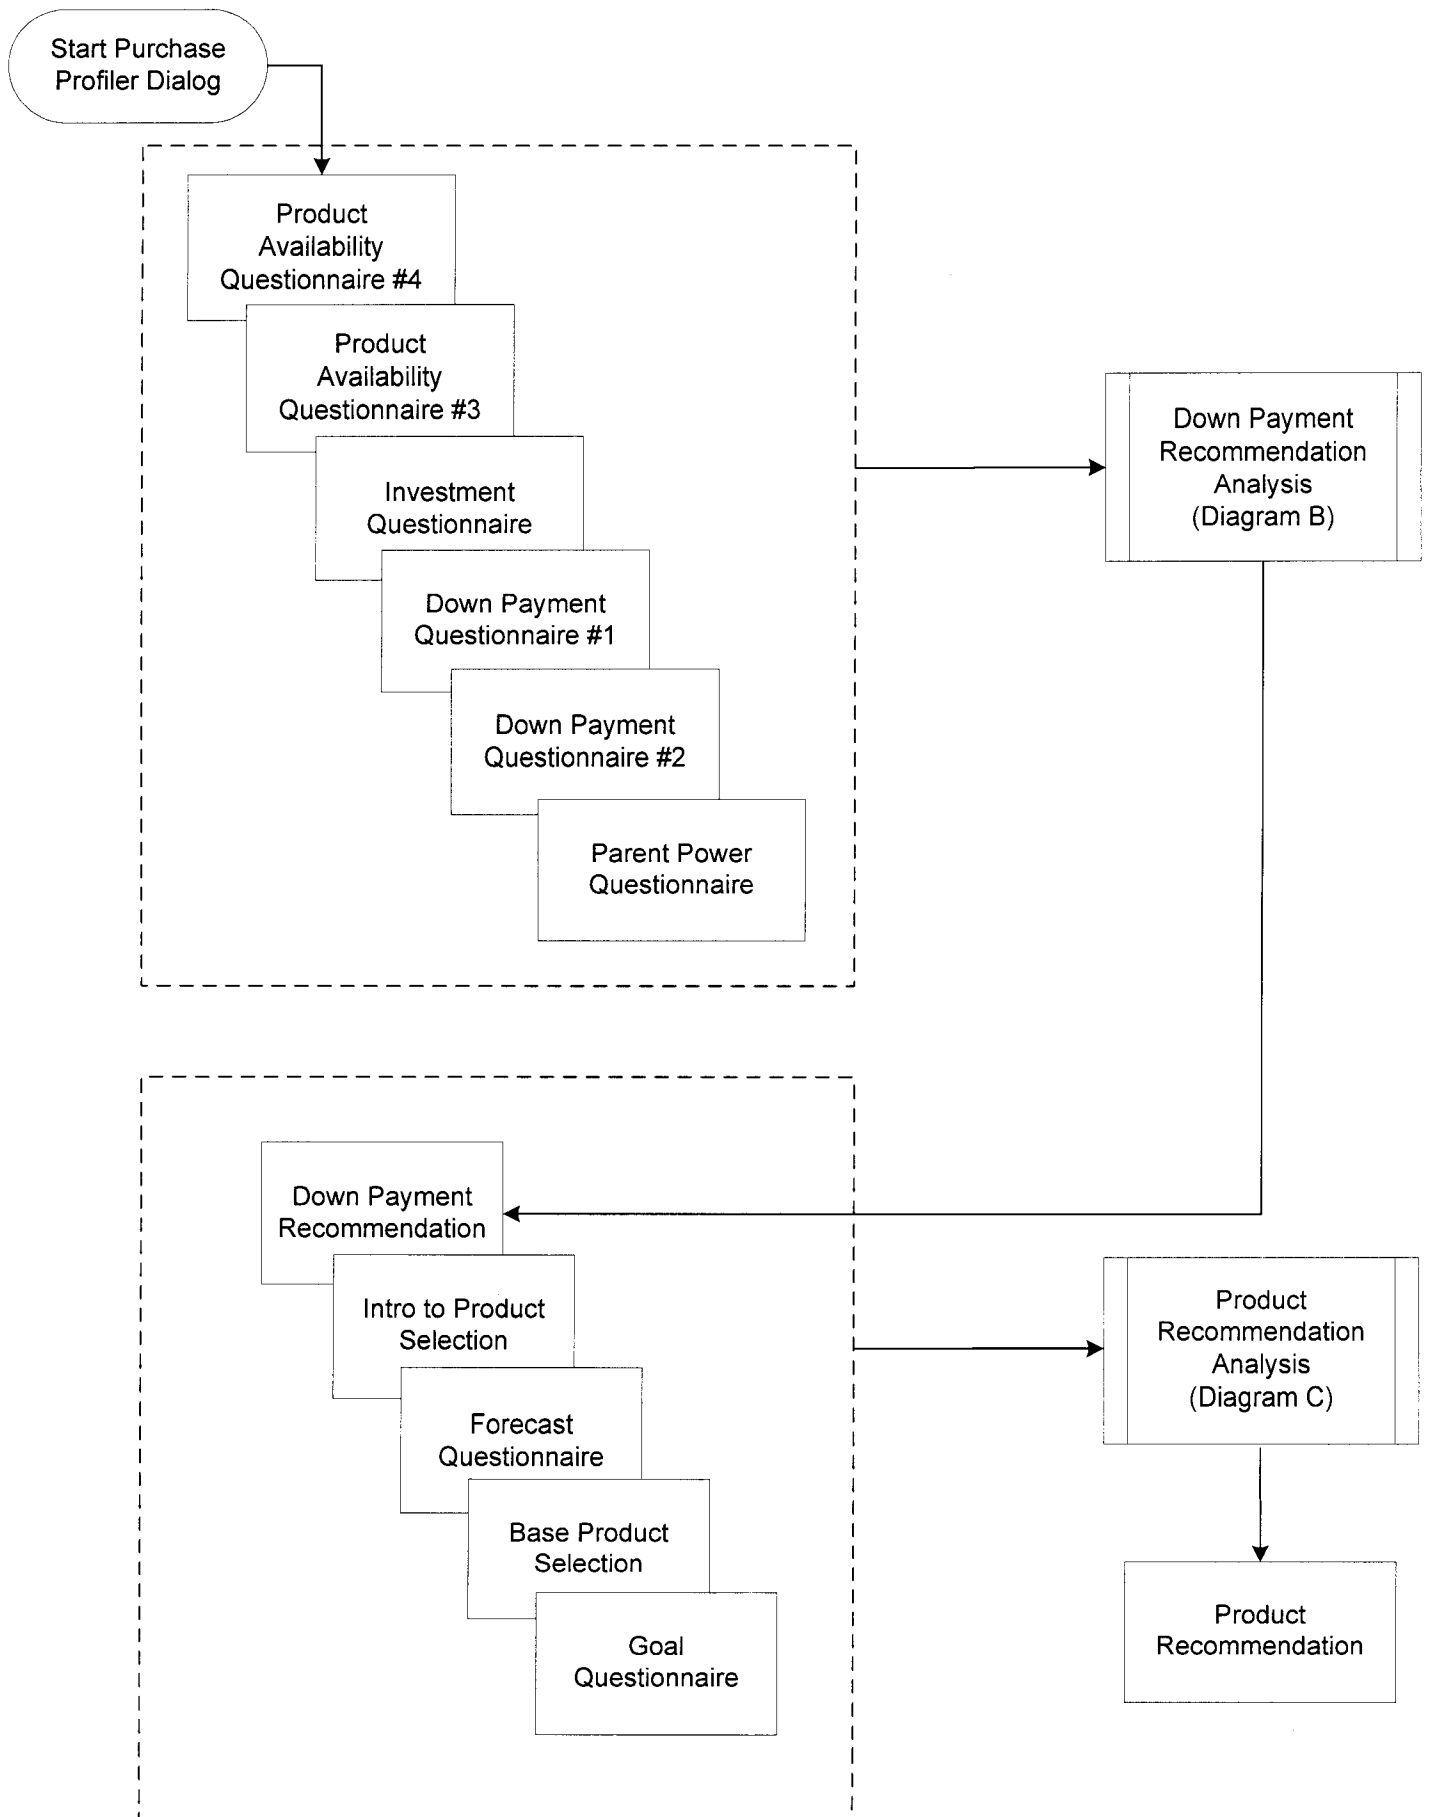 Start Purchase
Profiler Dialog
Product
Availability
Questionnaire #4
Product
Availability
Questionnaire #3
Investment
Questionnaire
Down Payment
Questionnaire #1
Down Payment
Questionnaire #2
Parent Power
Questionnaire
Down Payment
Recommendation
Analysis
(Diagram B)
Down Payment
Recommendation
Intro to Product
Selection
Forecast
Questionnaire
Base Product
Selection
Goal
Questionnaire
Product
Recommendation
Analysis
(Diagram C)
Product
Recommendation